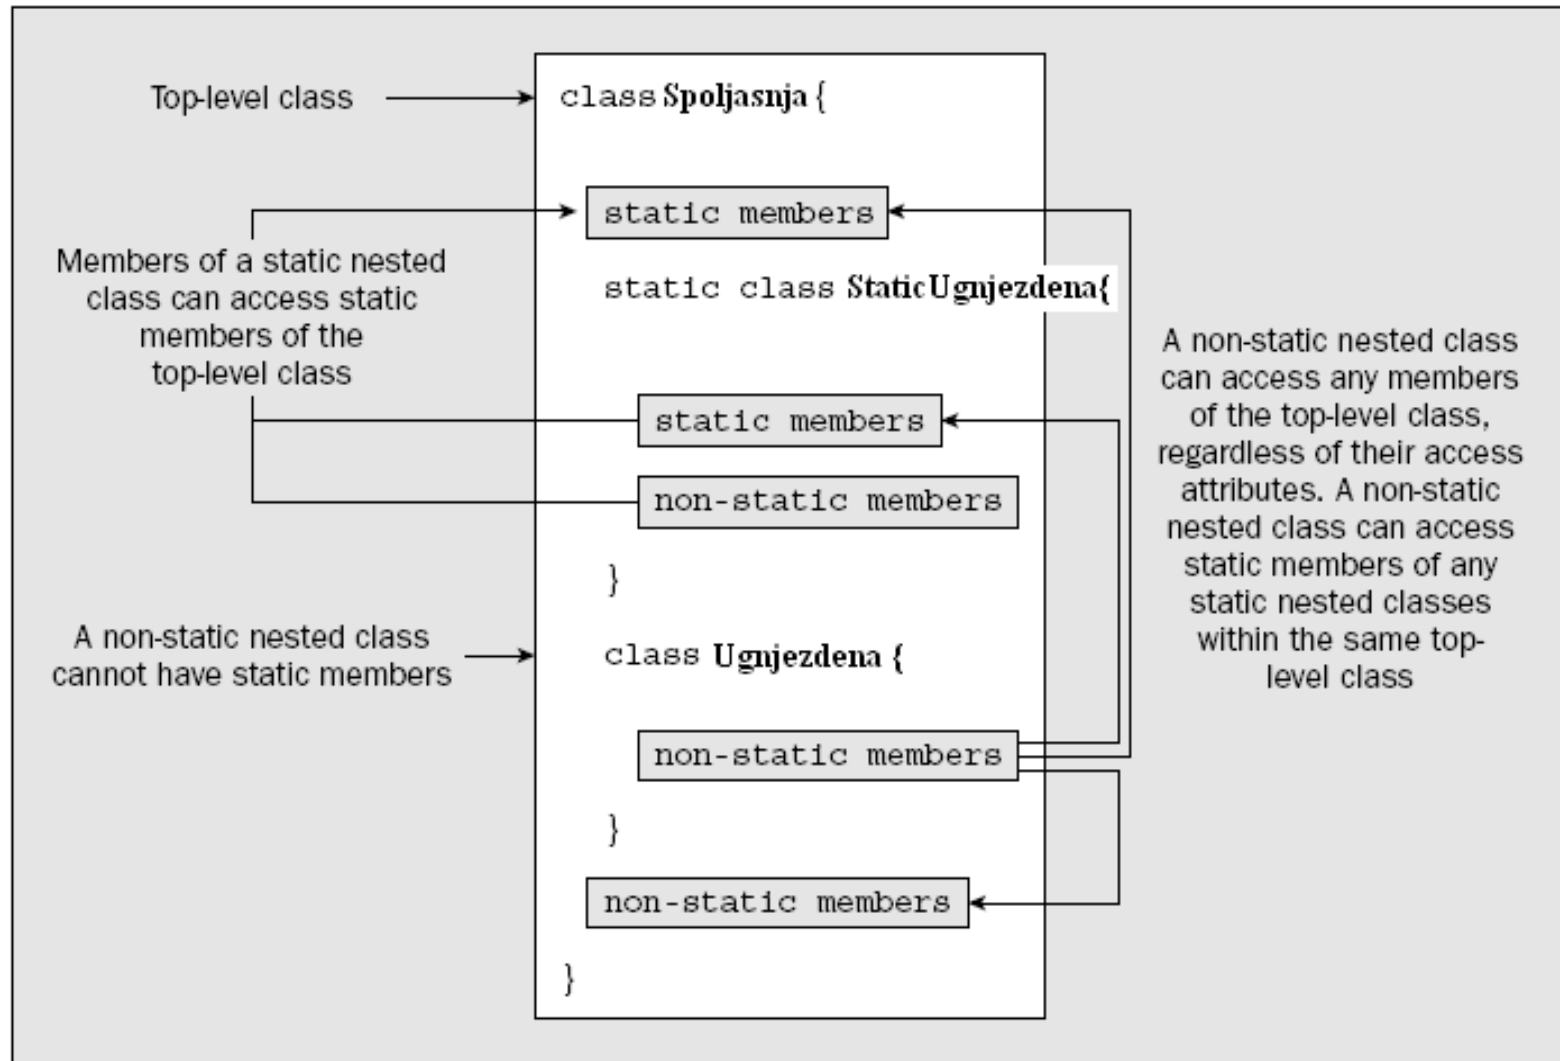 Top-level class
class Spoljasnja {
static members
Members of a static nested
class can access static
members of the
top-level class
static class StaticUgnjezdena{
static members
non-static members
}
A non-static nested class
cannot have static members
class Ugnjezdena {
non-static members
}
non-static members
}
A non-static nested class
can access any members
of the top-level class,
regardless of their access
attributes. A non-static
nested class can access
static members of any
static nested classes
within the same top-
level class